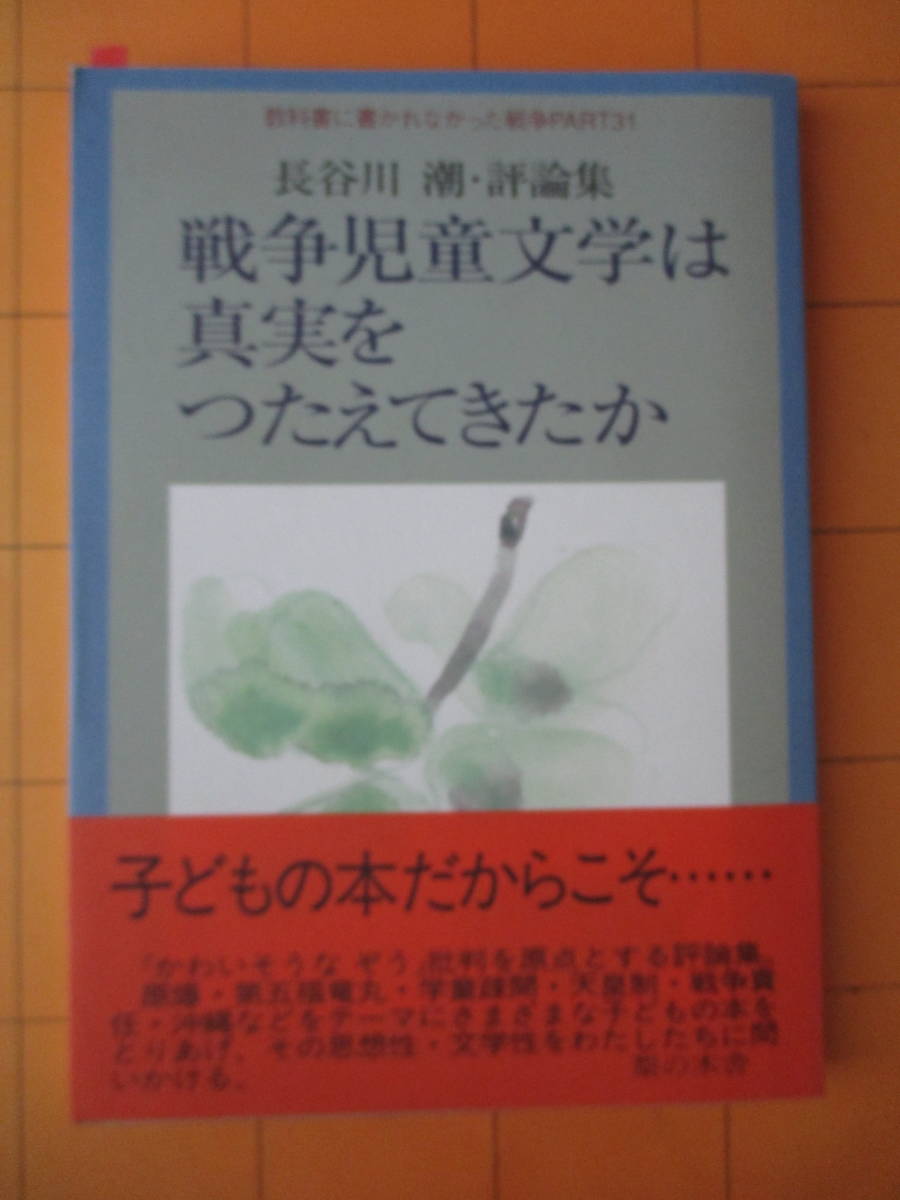 教科書に書かれなかった戦争PART31
長谷川 潮・評論集
戦争児童文学は
真実を
つたえてきたか
子どもの本だからこそ……
『かわいそうな ぞう』批判を原点とする評論集。
原爆・第五福竜丸・学童疎開・天皇制・戦争責
任・沖縄などをテーマにさまざまな子どもの本を
とりあげ、その思想性・文学性をわたしたちに問
いかける。
梨の木舎